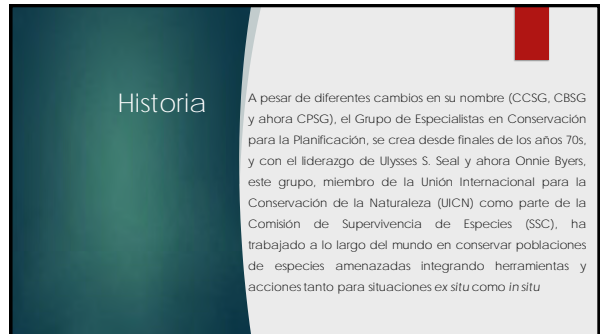 Historia
A pesar de diferentes cambios en su nombre (CCSG, CBSG
y ahora CPSG), el Grupo de Especialistas en Conservación
para la Planificación, se crea desde finales de los años 70s,
y con el liderazgo de Ulysses S. Seal y ahora Onnie Byers,
este grupo, miembro de la Unión Internacional para la
Conservación de la Naturaleza (UICN) como parte de la
Comisión de Supervivencia de Especies (SSC), ha
trabajado a lo largo del mundo en conservar poblaciones
de especies amenazadas integrando herramientas y
acciones tanto para situaciones ex situ como in situ